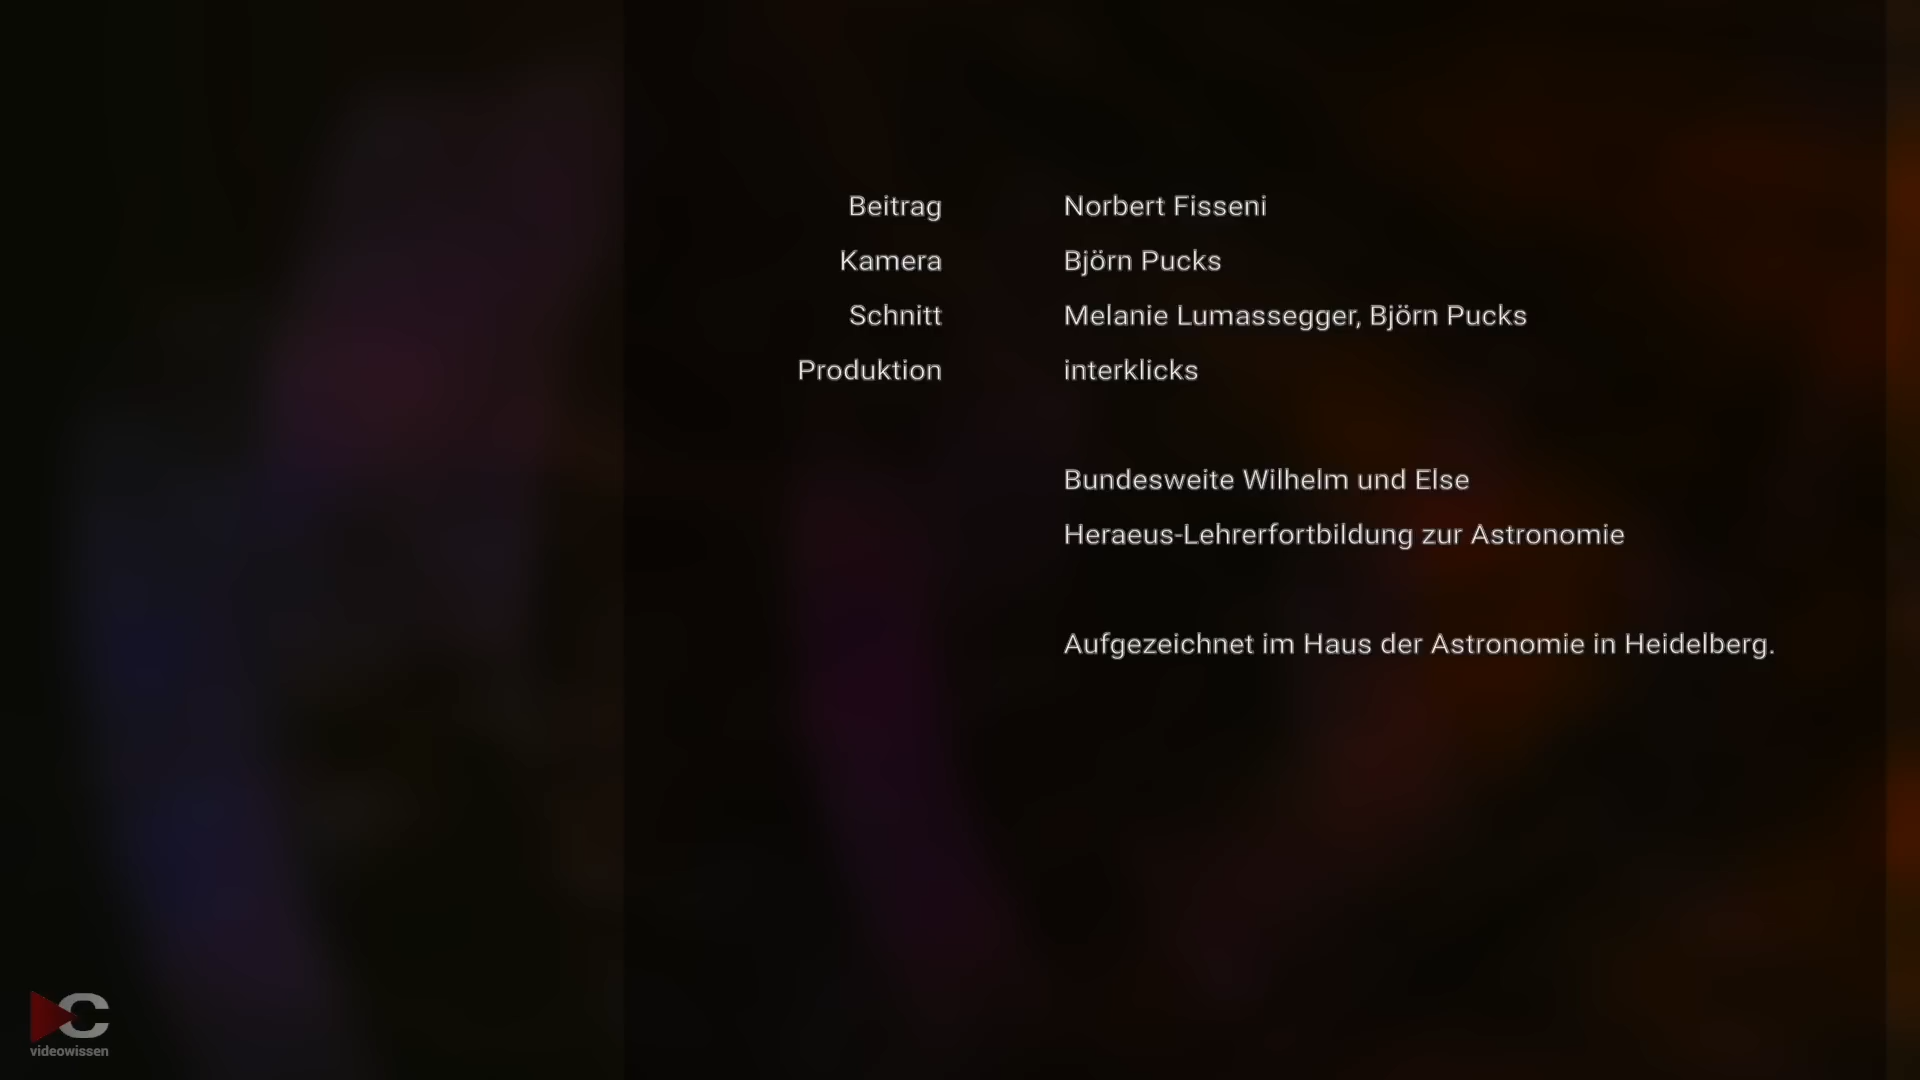 Beitrag Norbert Fisseni
Kamera Björn Pucks
Schnitt Melanie Lumassegger, Björn Pucks
Produktion interklicks
Bundesweite Wilhelm und Else
Heraeus-Lehrerfortbildung zur Astronomie
Aufgezeichnet im Haus der Astronomie in Heidelberg.
C
videowissen